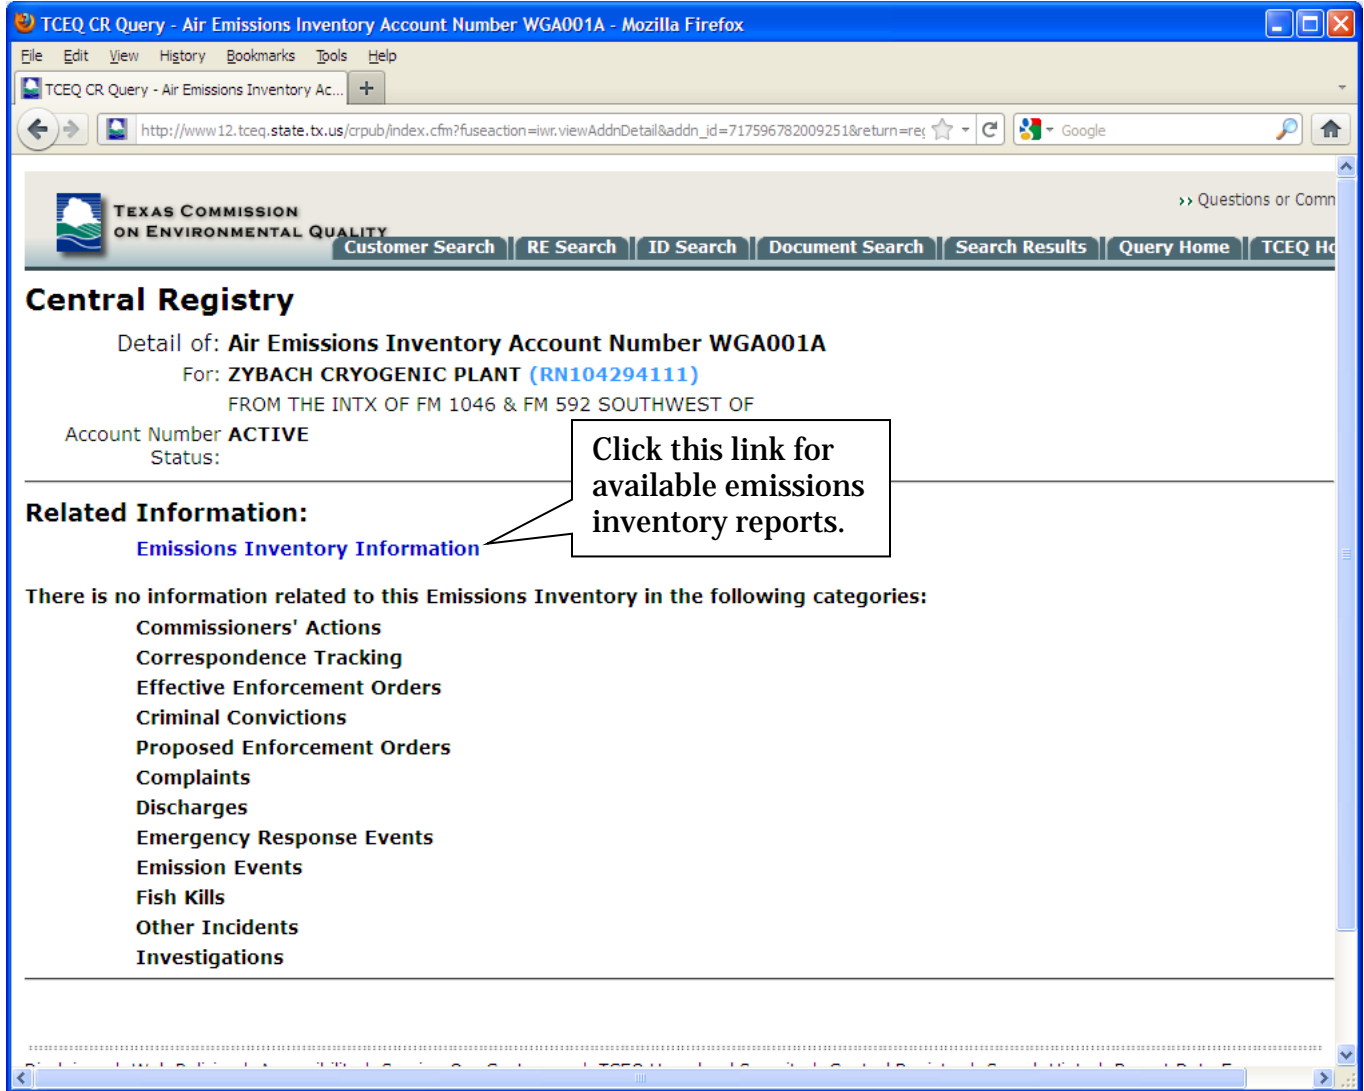 TCEQ CR Query - Air Emissions Inventory Account Number WGA001A - Mozilla Firefox
File Edit View History Bookmarks Tools Help
TCEQ CR Query - Air Emissions Inventory Ac...
http://www12.tceq.state.tx.us/crpub/index.cfm?fuseaction=iwr.viewAddnDetail&addn_id=717596782009251&return=reg
Google
›› Questions or Comm
TEXAS COMMISSION
ON ENVIRONMENTAL QUALITY
Customer Search | RE Search | ID Search | Document Search | Search Results | Query Home | TCEQ Ho
Central Registry
Detail of: Air Emissions Inventory Account Number WGA001A
For: ZYBACH CRYOGENIC PLANT (RN104294111)
FROM THE INTX OF FM 1046 & FM 592 SOUTHWEST OF
Account Number ACTIVE
Status:
Click this link for
available emissions
inventory reports.
Related Information:
Emissions Inventory Information
There is no information related to this Emissions Inventory in the following categories:
Commissioners' Actions
Correspondence Tracking
Effective Enforcement Orders
Criminal Convictions
Proposed Enforcement Orders
Complaints
Discharges
Emergency Response Events
Emission Events
Fish Kills
Other Incidents
Investigations